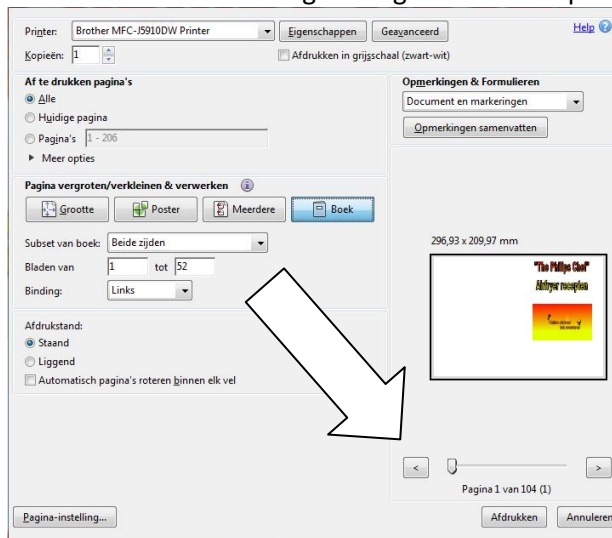 Printer: Brother MFC-J5910DW Printer Eigenschappen Geavanceerd Help
Kopieën: 1 Afdrukken in grijsschaal (zwart-wit)
Af te drukken pagina's
Alle
Huidige pagina
Pagina's 1 - 206
Meer opties
Opmerkingen & Formulieren
Document en markeringen
Opmerkingen samenvatten
Pagina vergroten/verkleinen & verwerken
Grootte Poster Meerdere Boek
Subset van boek: Beide zijden
Bladen van 1 tot 52
Binding: Links
Afdrukstand:
Staand
Liggend
Automatisch pagina's roteren binnen elk vel
296,93 x 209,97 mm
"The Philips Chef"
Airfryer recepten
< >
Pagina 1 van 104 (1)
Pagina-instelling... Afdrukken Annuleren